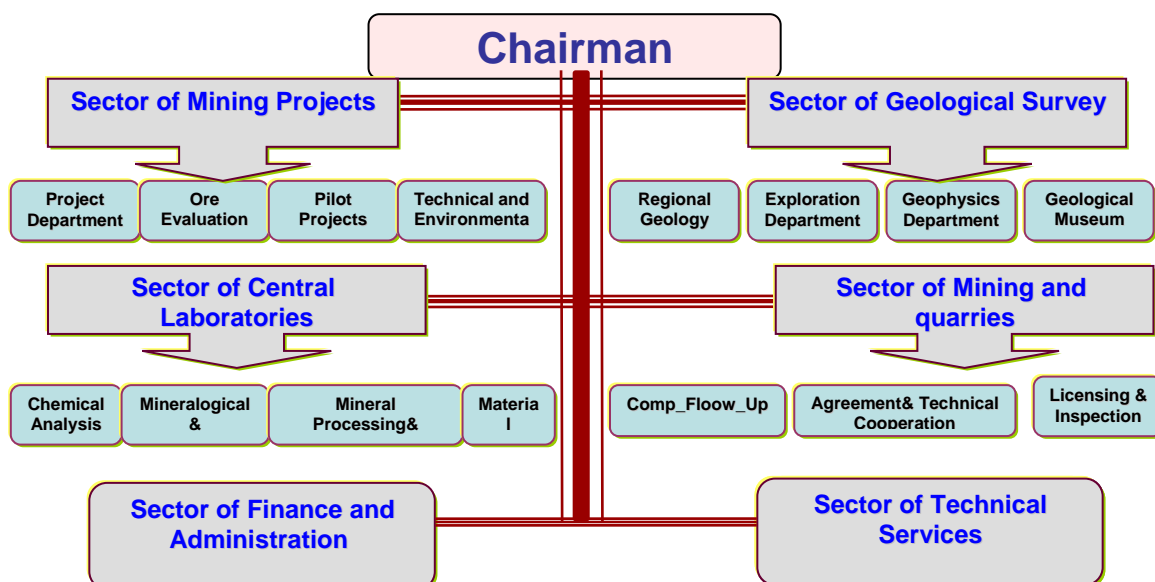 Chairman
Sector of Mining Projects
Sector of Geological Survey
Project
Department
Ore
Evaluation
Pilot
Projects
Technical and
Environmenta
Regional
Geology
Exploration
Department
Geophysics
Department
Geological
Museum
Sector of Central
Laboratories
Sector of Mining and
quarries
Chemical
Analysis
Mineralogical
&
Mineral
Processing&
Materia
l
Comp_Floow_Up
Agreement& Technical
Cooperation
Licensing &
Inspection
Sector of Finance and
Administration
Sector of Technical
Services